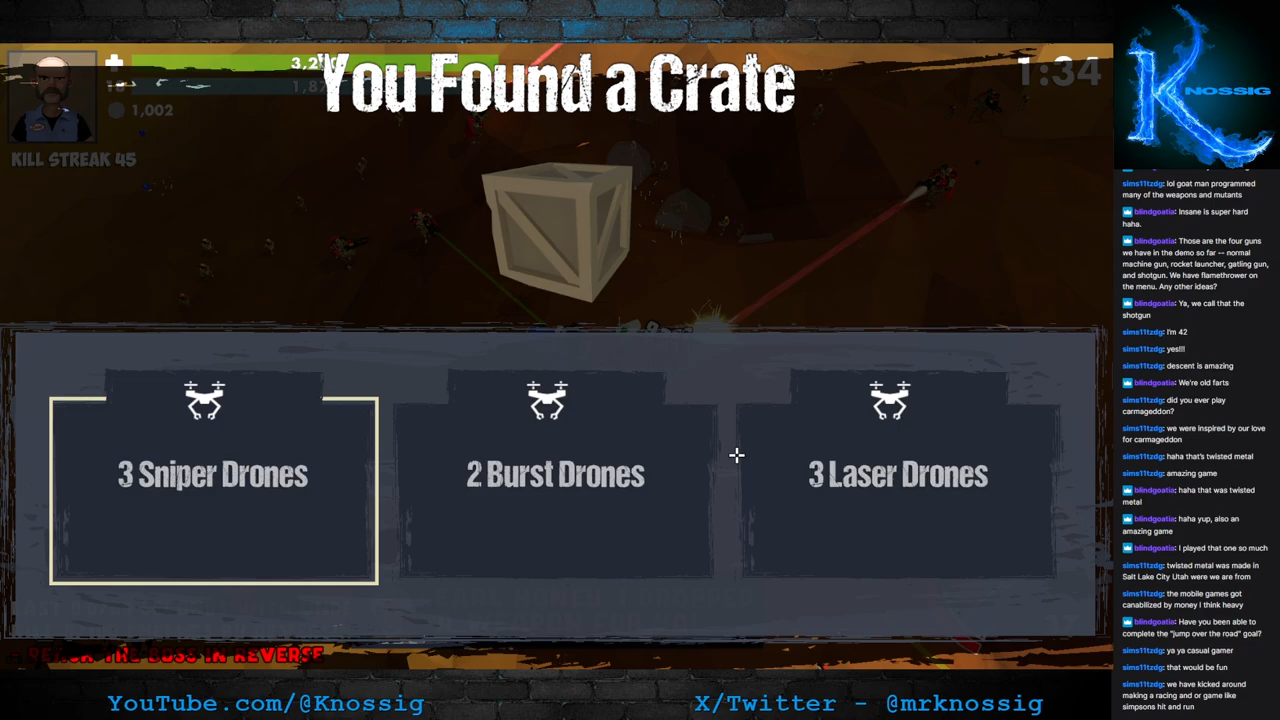 You Found a Crate
1:34
1,002
KILL STREAK 45
3 Sniper Drones
2 Burst Drones
3 Laser Drones
BOSS IN REVERSE
YouTube.com/@Knossig
X/Twitter - @mrknossig
KNOSSIG
sims11tzdg: lol goat man programmed
many of the weapons and mutants
blindgoatia: Insane is super hard
haha.
blindgoatia: Those are the four guns
we have in the demo so far -- normal
machine gun, rocket launcher, gatling gun,
and shotgun. We have flamethrower on
the menu. Any other ideas?
blindgoatia: Ya, we call that the
shotgun
sims11tzdg: I'm 42
sims11tzdg: yes!!!
sims11tzdg: descent is amazing
blindgoatia: We're old farts
sims11tzdg: did you ever play
carmageddon?
sims11tzdg: we were inspired by our love
for carmageddon
sims11tzdg: haha that's twisted metal
sims11tzdg: amazing game
blindgoatia: haha that was twisted
metal
blindgoatia: haha yup, also an
amazing game
blindgoatia: I played that one so much
sims11tzdg: twisted metal was made in
Salt Lake City Utah were we are from
sims11tzdg: the mobile games got
canabilized by money I think heavy
blindgoatia: Have you been able to
complete the "jump over the road" goal?
sims11tzdg: ya ya casual gamer
sims11tzdg: that would be fun
sims11tzdg: we have kicked around
making a racing and or game like
simpsons hit and run